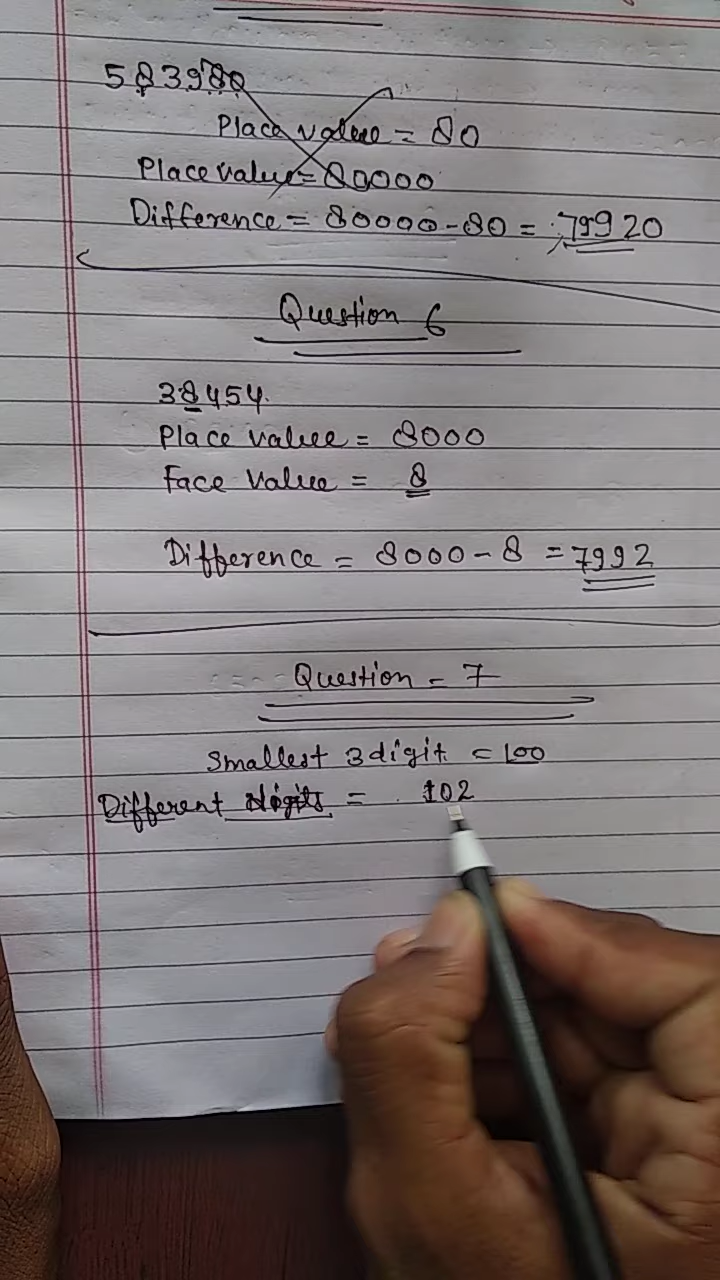 583980
Place value = 80
Place value = 80000
Difference = 80000 - 80 = 79920
Question 6
38454.
Place value = 8000
Face Value = 8
Difference = 8000 - 8 = 7992
Question - 7
Smallest 3 digit = 100
Different digits = 102